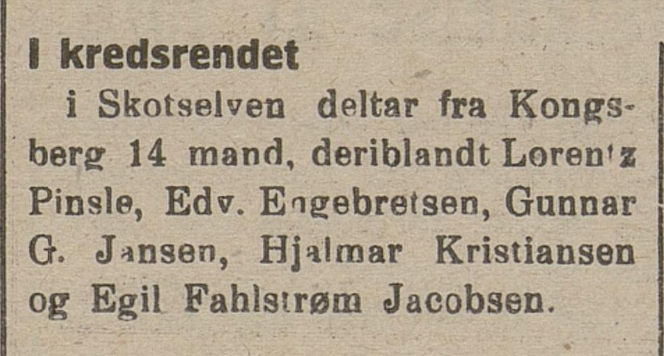 I kredsrendet
i Skotselven deltar fra Kongs-
berg 14 mand, deriblandt Lorentz
Pinsle, Edv. Engebretsen, Gunnar
G. Jansen, Hjalmar Kristiansen
og Egil Fahlstrøm Jacobsen.